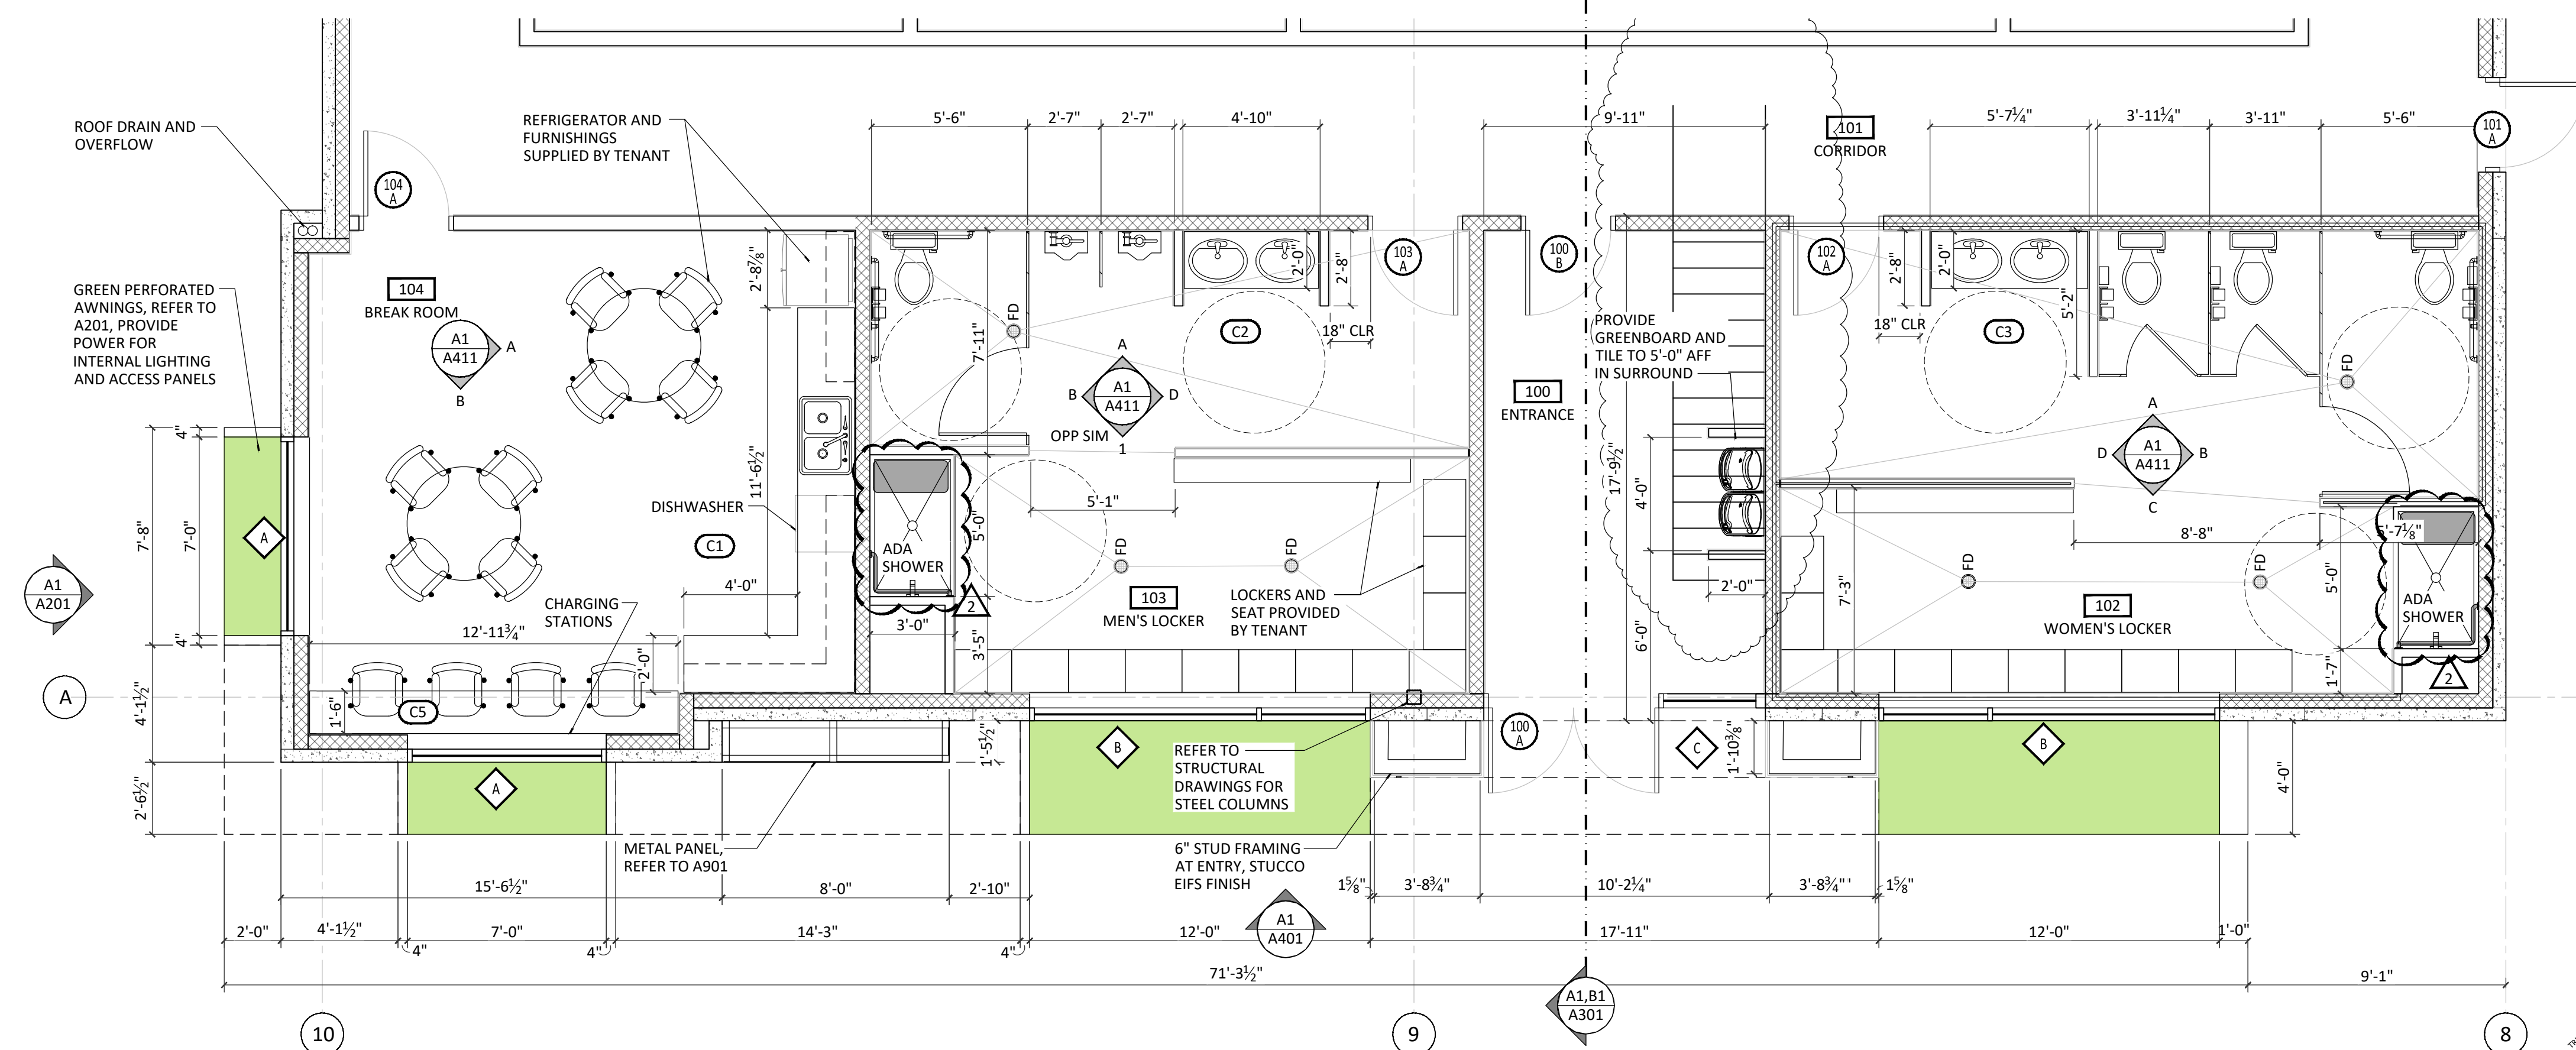 ROOF DRAIN AND
OVERFLOW
REFRIGERATOR AND
FURNISHINGS
SUPPLIED BY TENANT
5'-6"
2'-7"
2'-7"
4'-10"
9'-11"
101
CORRIDOR
5'-7¼"
3'-11¼"
3'-11"
5'-6"
101
A
104
A
103
A
100
B
102
A
2'-8⅞"
2'-0"
2'-8"
2'-8"
2'-0"
5'-2"
GREEN PERFORATED
AWNINGS, REFER TO
A201, PROVIDE
POWER FOR
INTERNAL LIGHTING
AND ACCESS PANELS
104
BREAK ROOM
A1
A411
A
B
FD
7'-11"
C2
18" CLR
A
B
A1
A411
D
1
OPP SIM
PROVIDE
GREENBOARD AND
TILE TO 5'-0" AFF
IN SURROUND
100
ENTRANCE
18" CLR
C3
FD
A
D
A1
A411
B
C
4"
7'-8"
7'-0"
4"
A
11'-6½"
DISHWASHER
C1
5'-1"
5'-0"
ADA
SHOWER
FD
FD
17'-9½"
4'-0"
2'-0"
6'-0"
7'-3"
8'-8"
5'-7⅛"
FD
FD
5'-0"
ADA
SHOWER
A1
A201
4'-0"
CHARGING
STATIONS
12'-11¾"
2'-0"
3'-0"
2
3'-5"
103
MEN'S LOCKER
LOCKERS AND
SEAT PROVIDED
BY TENANT
102
WOMEN'S LOCKER
1'-7"
2
A
4'-1½"
1'-6"
C5
2'-6½"
A
1'-5½"
B
REFER TO
STRUCTURAL
DRAWINGS FOR
STEEL COLUMNS
100
A
C
1'-10⅜"
B
4'-0"
METAL PANEL,
REFER TO A901
6" STUD FRAMING
AT ENTRY, STUCCO
EIFS FINISH
15'-6½"
8'-0"
2'-10"
1⅝"
3'-8¾"
10'-2¼"
3'-8¾"'
1⅝"
A1
A401
2'-0"
4'-1½"
4"
7'-0"
4"
14'-3"
4"
12'-0"
17'-11"
12'-0"
1'-0"
71'-3½"
9'-1"
A1,B1
A301
10
9
8